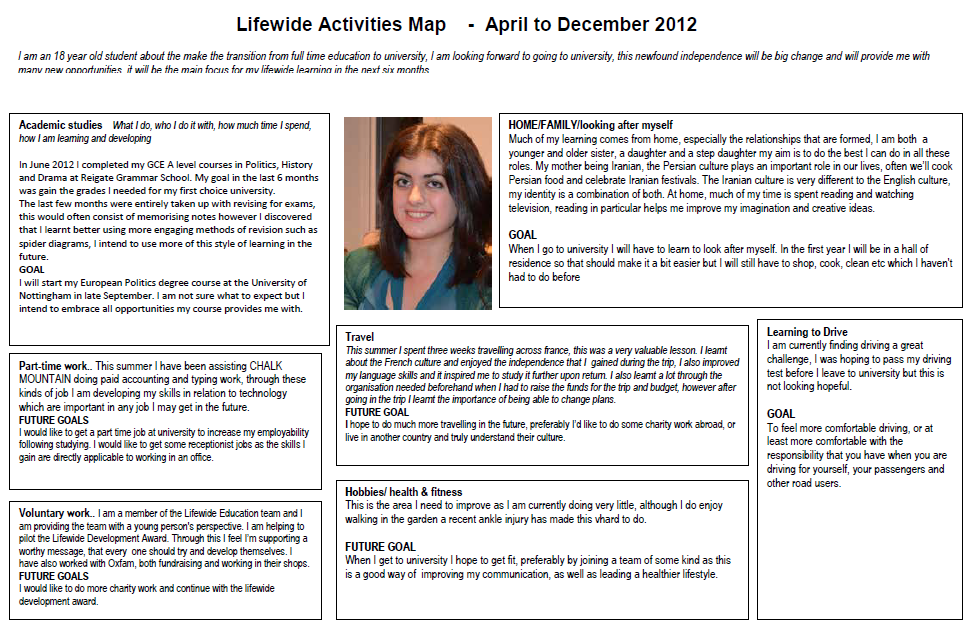 Lifewide Activities Map - April to December 2012
I am an 18 year old student about the make the transition from full time education to university, I am looking forward to going to university, this newfound independence will be big change and will provide me with
many new opportunities, it will be the main focus for my lifewide learning in the next six months
Academic studies What I do, who I do it with, how much time I spend,
how I am learning and developing
In June 2012 I completed my GCE A level courses in Politics, History
and Drama at Reigate Grammar School. My goal in the last 6 months
was gain the grades I needed for my first choice university.
The last few months were entirely taken up with revising for exams,
this would often consist of memorising notes however I discovered
that I learnt better using more engaging methods of revision such as
spider diagrams, I intend to use more of this style of learning in the
future.
GOAL
I will start my European Politics degree course at the University of
Nottingham in late September. I am not sure what to expect but I
intend to embrace all opportunities my course provides me with.
HOME/FAMILY/looking after myself
Much of my learning comes from home, especially the relationships that are formed, I am both a
younger and older sister, a daughter and a step daughter my aim is to do the best I can do in all these
roles. My mother being Iranian, the Persian culture plays an important role in our lives, often we'll cook
Persian food and celebrate Iranian festivals. The Iranian culture is very different to the English culture,
my identity is a combination of both. At home, much of my time is spent reading and watching
television, reading in particular helps me improve my imagination and creative ideas.
GOAL
When I go to university I will have to learn to look after myself. In the first year I will be in a hall of
residence so that should make it a bit easier but I will still have to shop, cook, clean etc which I haven't
had to do before
Part-time work.. This summer I have been assisting CHALK
MOUNTAIN doing paid accounting and typing work, through these
kinds of job I am developing my skills in relation to technology
which are important in any job I may get in the future.
FUTURE GOALS
I would like to get a part time job at university to increase my employability
following studying. I would like to get some receptionist jobs as the skills I
gain are directly applicable to working in an office.
Travel
This summer I spent three weeks travelling across france, this was a very valuable lesson. I learnt
about the French culture and enjoyed the independence that I gained during the trip, I also improved
my language skills and it inspired me to study it further upon return. I also learnt a lot through the
organisation needed beforehand when I had to raise the funds for the trip and budget, however after
going in the trip I learnt the importance of being able to change plans.
FUTURE GOAL
I hope to do much more travelling in the future, preferably I'd like to do some charity work abroad, or
live in another country and truly understand their culture.
Learning to Drive
I am currently finding driving a great
challenge, I was hoping to pass my driving
test before I leave to university but this is
not looking hopeful.
GOAL
To feel more comfortable driving, or at
least more comfortable with the
responsibility that you have when you are
driving for yourself, your passengers and
other road users.
Voluntary work.. I am a member of the Lifewide Education team and I
am providing the team with a young person's perspective. I am helping to
pilot the Lifewide Development Award. Through this I feel I'm supporting a
worthy message, that every one should try and develop themselves. I
have also worked with Oxfam, both fundraising and working in their shops.
FUTURE GOALS
I would like to do more charity work and continue with the lifewide
development award.
Hobbies/ health & fitness
This is the area I need to improve as I am currently doing very little, although I do enjoy
walking in the garden a recent ankle injury has made this vhard to do.
FUTURE GOAL
When I get to university I hope to get fit, preferably by joining a team of some kind as this
is a good way of improving my communication, as well as leading a healthier lifestyle.